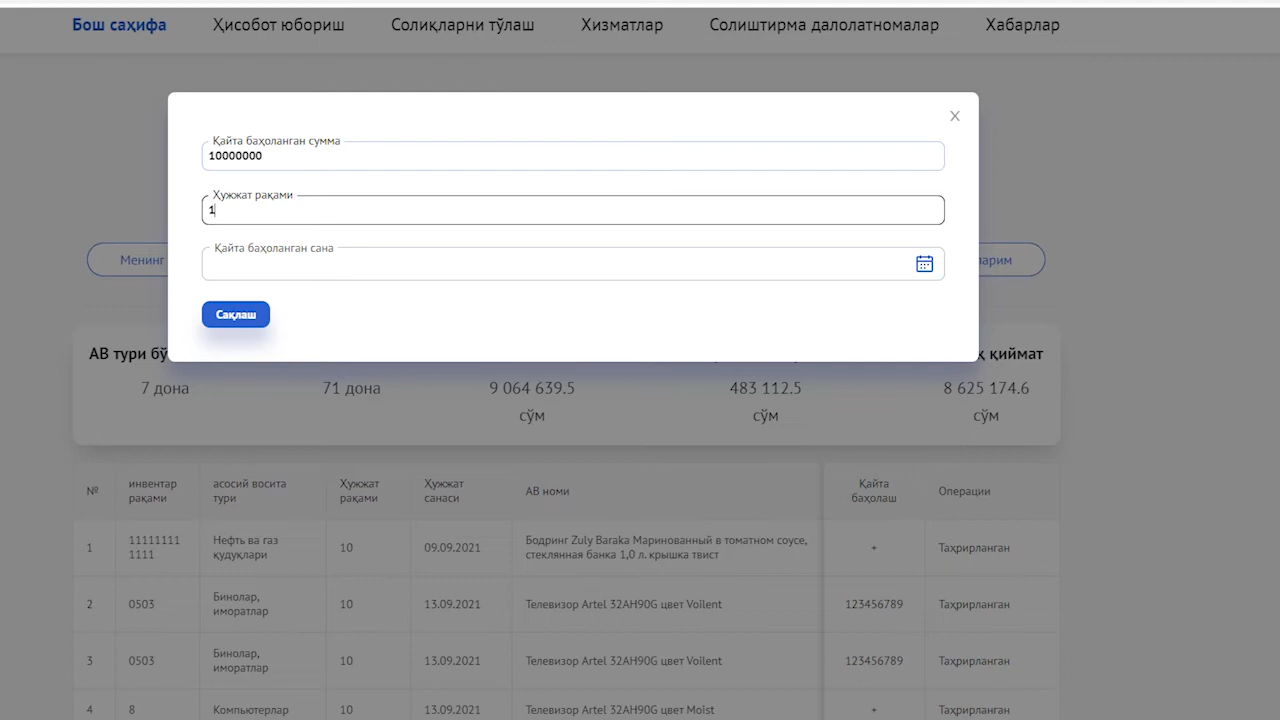 Бош саҳифа Ҳисобот юбориш Солиқларни тўлаш Хизматлар Солиштирма далолатномалар Хабарлар
Қайта баҳоланган сумма
10000000
Ҳужжат рақами
1
Қайта баҳоланган сана
Сақлаш
Менинг
АВ тури қиймат
7 дона 71 дона 9 064 639.5 483 112.5 8 625 174.6
сўм сўм сўм
№ инвентар рақами асосий восита тури Ҳужжат рақами Ҳужжат санаси АВ номи Қайта баҳолаш Операции
1 11111111 Нефть ва газ 10 09.09.2021 Бодринг Zuly Baraka Маринованный в томатном соусе, + Таҳрирланган
1111 қудуқлари стеклянная банка 1,0 л. крышка твист
2 0503 Бинолар, 10 13.09.2021 Телевизор Artel 32AH90G цвет Voilent 123456789 Таҳрирланган
иморатлар
3 0503 Бинолар, 10 13.09.2021 Телевизор Artel 32AH90G цвет Voilent 123456789 Таҳрирланган
иморатлар
4 8 Компьютерлар 10 13.09.2021 Телевизор Artel 32AH90G цвет Moist + Таҳрирланган